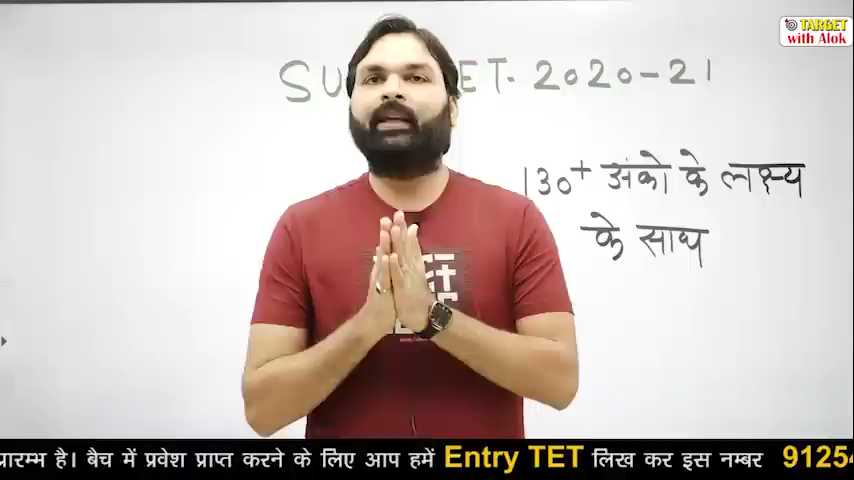 TARGET
with Alok
SU ET. 2020-21
130+ अंको के लक्ष्य
के साथ
प्रारम्भ है। बैच में प्रवेश प्राप्त करने के लिए आप हमें Entry TET लिख कर इस नम्बर 9125